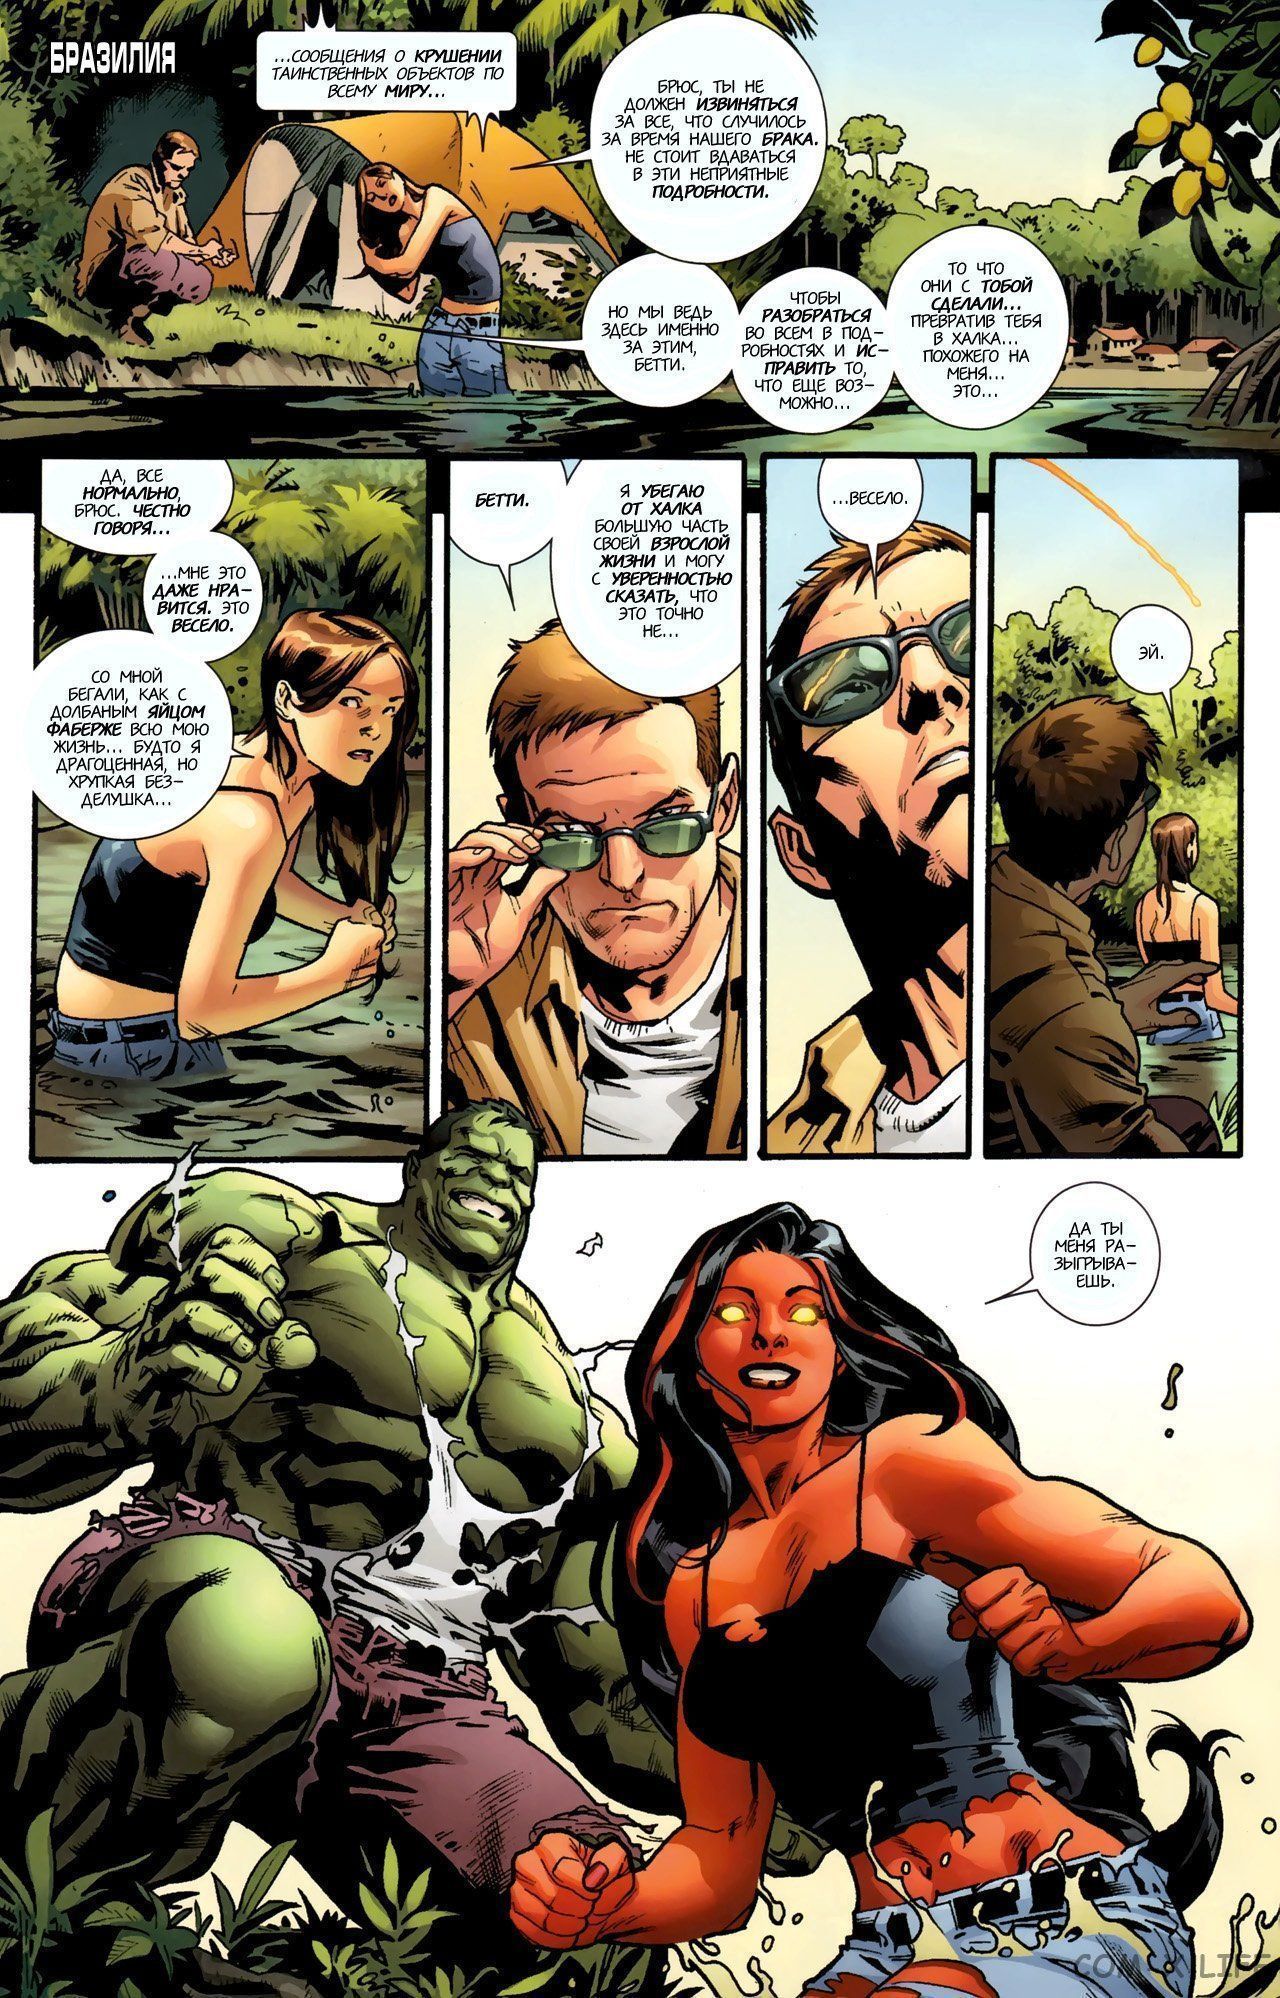 БРАЗИЛИЯ
...СООБЩЕНИЯ О КРУШЕНИИ
ТАИНСТВЕННЫХ ОБЪЕКТОВ ПО
ВСЕМУ МИРУ...
БРЮС, ТЫ НЕ
ДОЛЖЕН ИЗВИНЯТЬСЯ
ЗА ВСЕ, ЧТО СЛУЧИЛОСЬ
ЗА ВРЕМЯ НАШЕГО БРАКА.
НЕ СТОИТ ВДАВАТЬСЯ
В ЭТИ НЕПРИЯТНЫЕ
ПОДРОБНОСТИ.
НО МЫ ВЕДЬ
ЗДЕСЬ ИМЕННО
ЗА ЭТИМ,
БЕТТИ.
ЧТОБЫ
РАЗОБРАТЬСЯ
ВО ВСЕМ В ПОД-
РОБНОСТЯХ И ИС-
ПРАВИТЬ ТО,
ЧТО ЕЩЕ ВОЗ-
МОЖНО...
ТО ЧТО
ОНИ С ТОБОЙ
СДЕЛАЛИ...
ПРЕВРАТИВ ТЕБЯ
В ХАЛКА...
ПОХОЖЕГО НА
МЕНЯ...
ЭТО...
ДА, ВСЕ
НОРМАЛЬНО,
БРЮС. ЧЕСТНО
ГОВОРЯ...
...МНЕ ЭТО
ДАЖЕ НРА-
ВИТСЯ. ЭТО
ВЕСЕЛО.
СО МНОЙ
БЕГАЛИ, КАК С
ДОЛБАНЫМ ЯЙЦОМ
ФАБЕРЖЕ ВСЮ МОЮ
ЖИЗНЬ... БУДТО Я
ДРАГОЦЕННАЯ, НО
ХРУПКАЯ БЕЗ-
ДЕЛУШКА...
БЕТТИ.
Я УБЕГАЮ
ОТ ХАЛКА
БОЛЬШУЮ ЧАСТЬ
СВОЕЙ ВЗРОСЛОЙ
ЖИЗНИ И МОГУ
С УВЕРЕННОСТЬЮ
СКАЗАТЬ, ЧТО
ЭТО ТОЧНО
НЕ...
...ВЕСЕЛО.
ЭЙ.
ДА ТЫ
МЕНЯ РА-
ЗЫГРЫВА-
ЕШЬ.
COM-X.LIFE